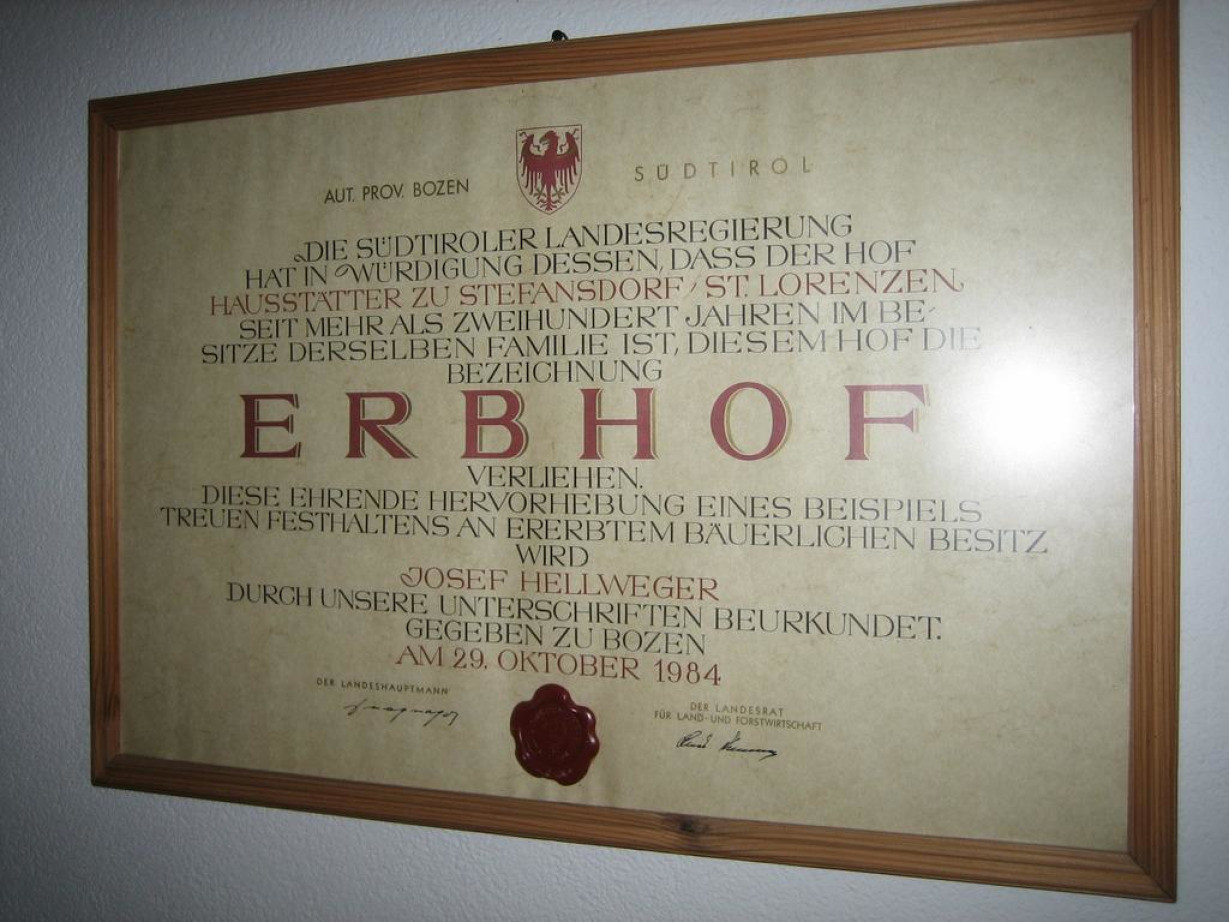 AUT. PROV. BOZEN SÜDTIROL
DIE SÜDTIROLER LANDESREGIERUNG
HAT IN WÜRDIGUNG DESSEN, DASS DER HOF
HAUSSTÄTTER ZU STEFANSDORF / ST. LORENZEN
SEIT MEHR ALS ZWEIHUNDERT JAHREN IM BE-
SITZE DERSELBEN FAMILIE IST, DIESEM HOF DIE
BEZEICHNUNG
ERBHOF
VERLIEHEN.
DIESE EHRENDE HERVORHEBUNG EINES BEISPIELS
TREUEN FESTHALTENS AN ERERBTEM BÄUERLICHEN BESITZ
WIRD
JOSEF HELLWEGER
DURCH UNSERE UNTERSCHRIFTEN BEURKUNDET.
GEGEBEN ZU BOZEN
AM 29. OKTOBER 1984
DER LANDESHAUPTMANN
DER LANDESRAT
FÜR LAND- UND FORSTWIRTSCHAFT